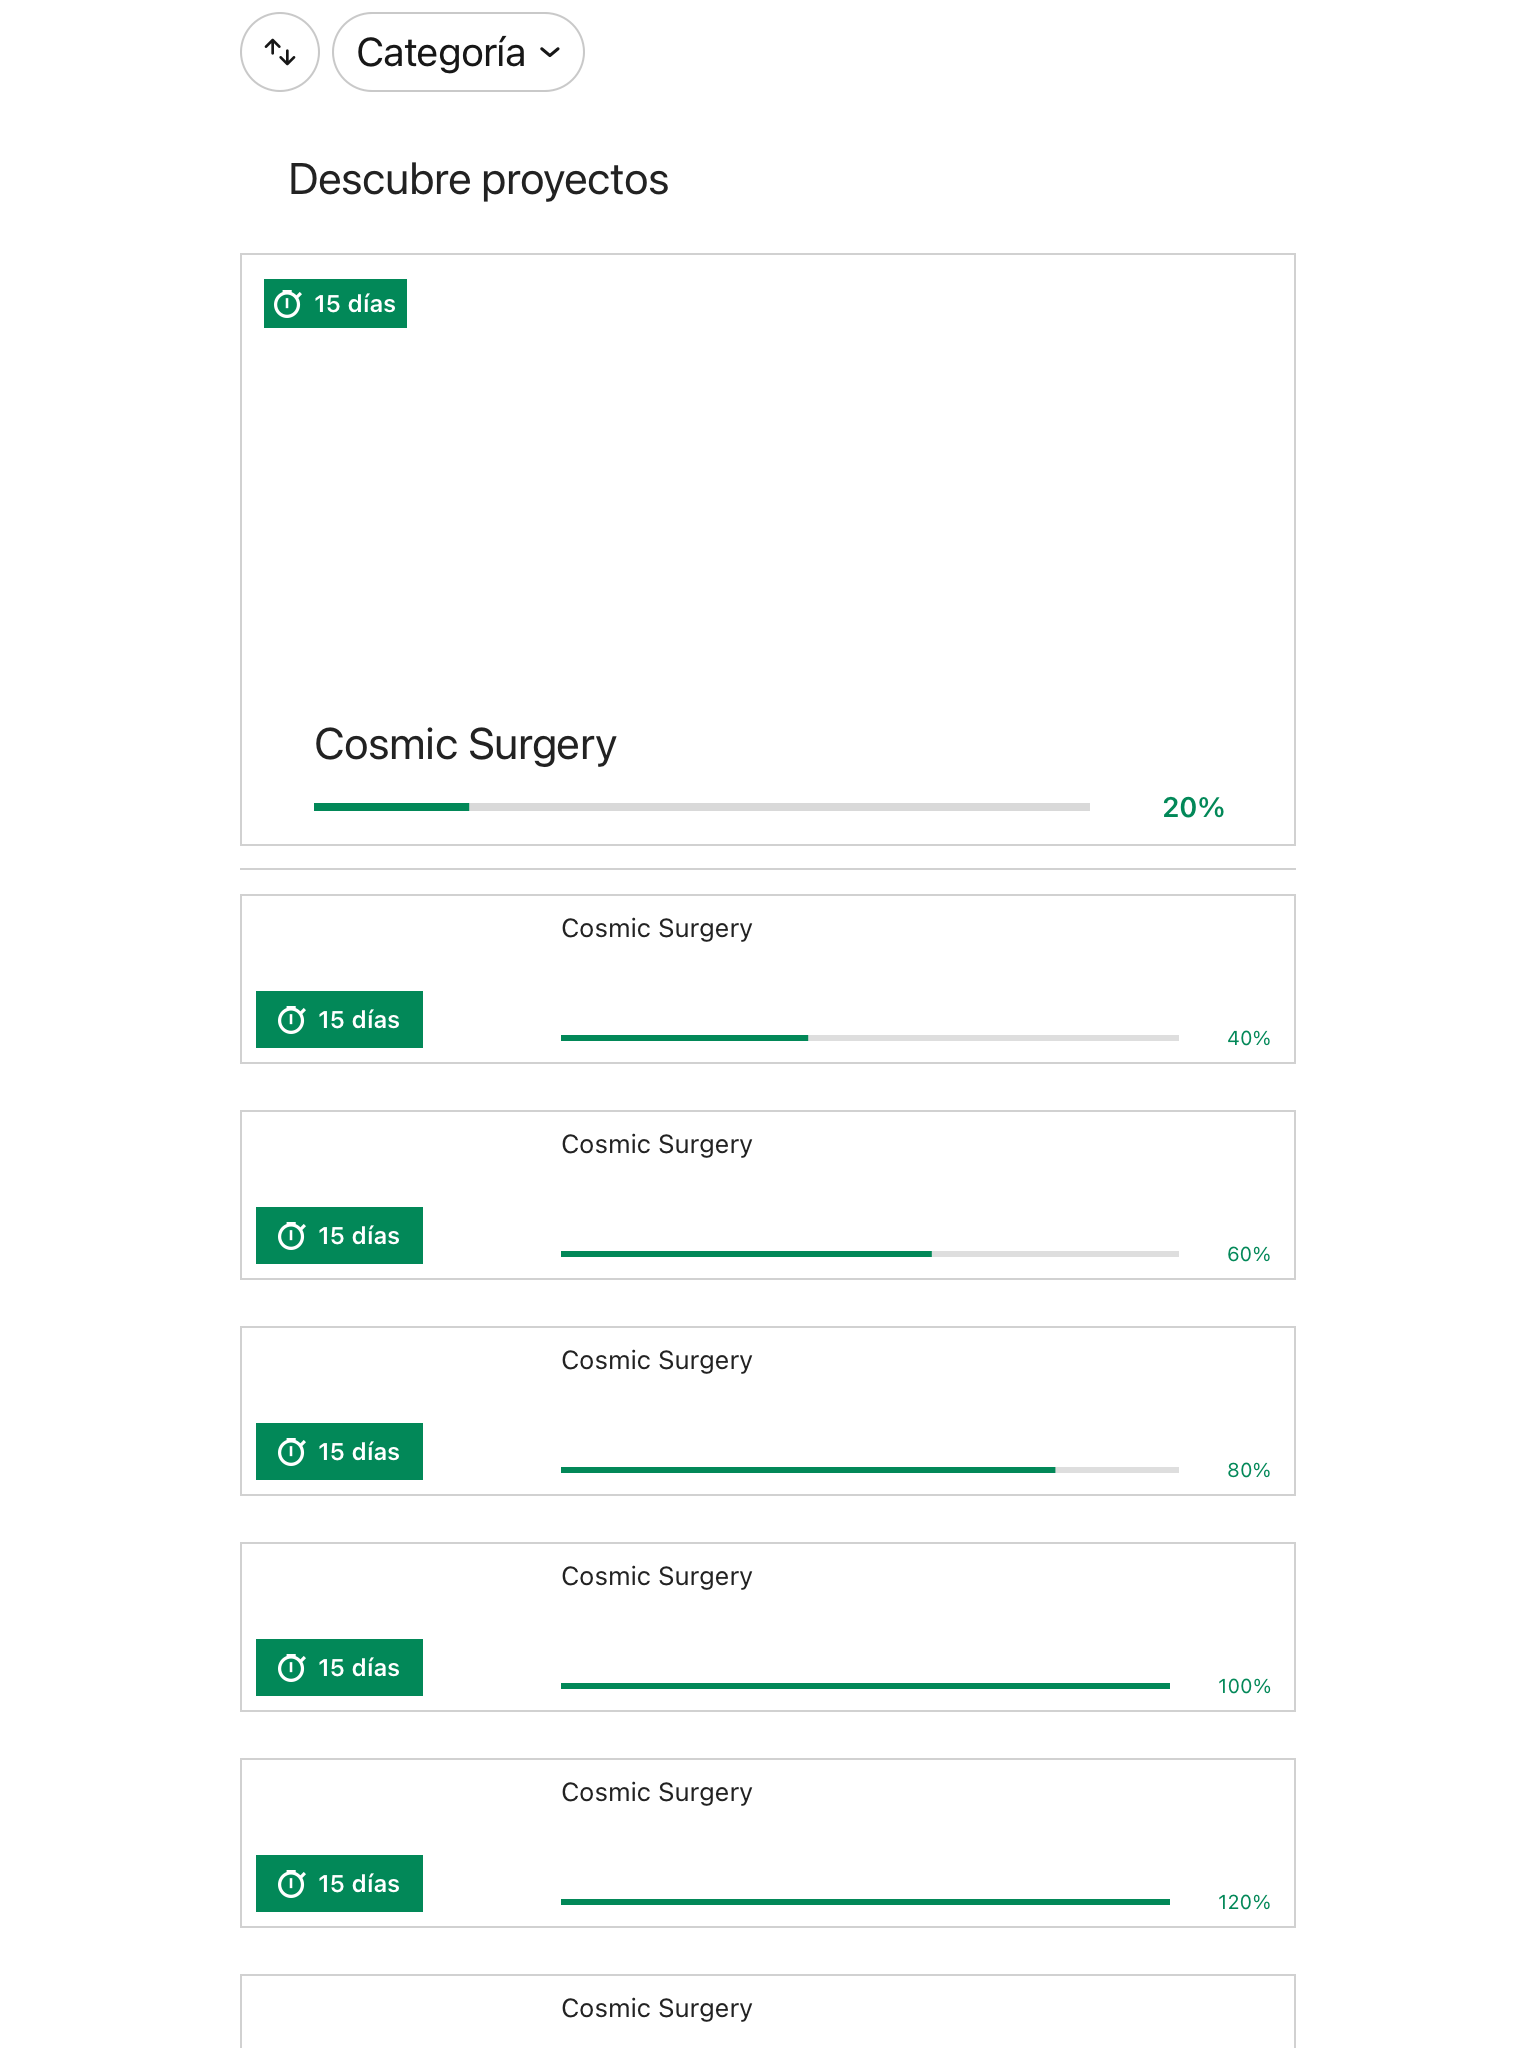 Categoría
Descubre proyectos
15 días
Cosmic Surgery
20%
Cosmic Surgery
15 días
40%
Cosmic Surgery
15 días
60%
Cosmic Surgery
15 días
80%
Cosmic Surgery
15 días
100%
Cosmic Surgery
15 días
120%
Cosmic Surgery